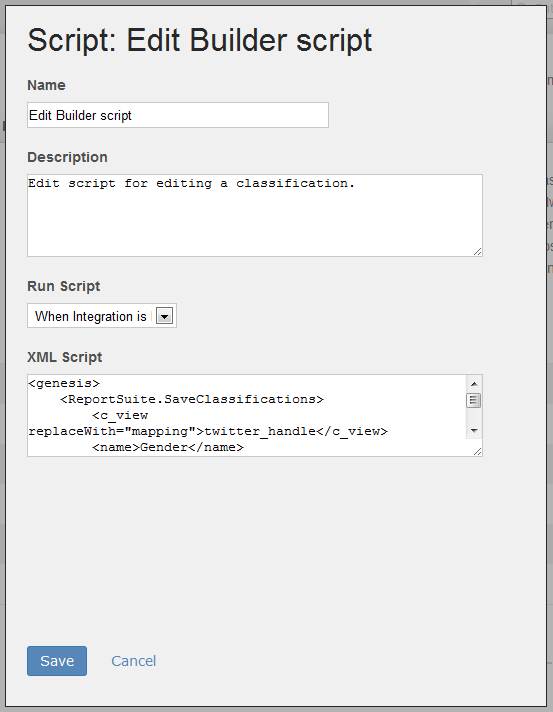 Script: Edit Builder script
Name
Edit Builder script
Description
Edit script for editing a classification.
Run Script
When Integration is
XML Script
<genesis>
<ReportSuite.SaveClassifications>
<c_view
replaceWith="mapping">twitter_handle</c_view>
<name>Gender</name>
Save Cancel